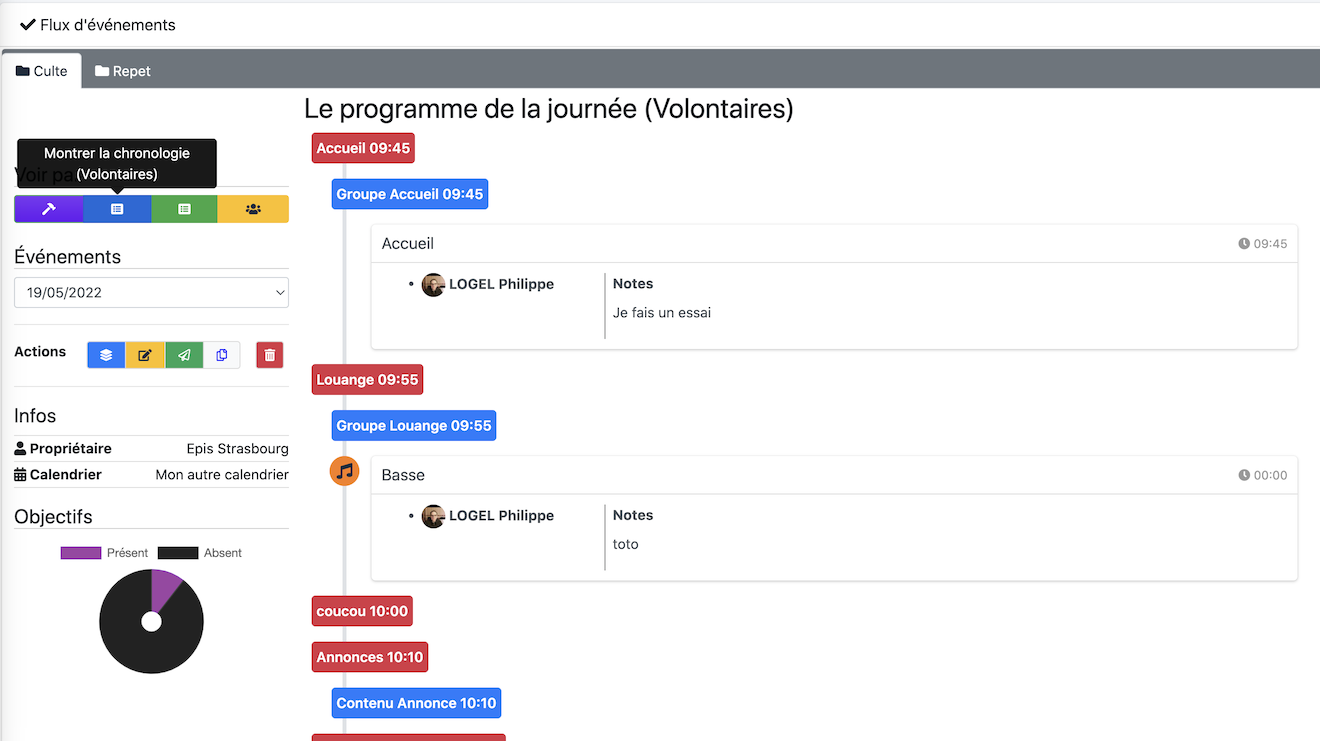 Flux d'événements
Culte
Repet
Le programme de la journée (Volontaires)
Montrer la chronologie
(Volontaires)
Événements
19/05/2022
Actions
Infos
Propriétaire Epis Strasbourg
Calendrier Mon autre calendrier
Objectifs
Présent Absent
Accueil 09:45
Groupe Accueil 09:45
Accueil 09:45
LOGEL Philippe
Notes
Je fais un essai
Louange 09:55
Groupe Louange 09:55
Basse 00:00
LOGEL Philippe
Notes
toto
coucou 10:00
Annonces 10:10
Contenu Annonce 10:10